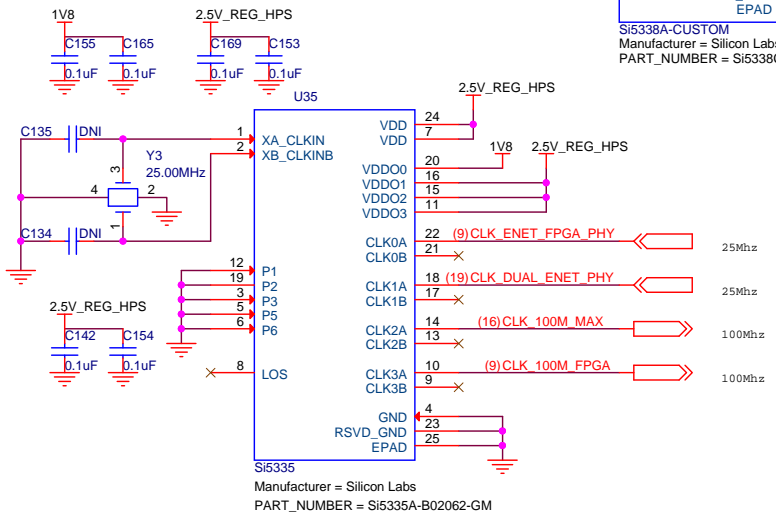 EPAD
Si5338A-CUSTOM
Manufacturer = Silicon Labs
PART_NUMBER = Si5338
1V8
2.5V_REG_HPS
C155
C165
C169
C153
0.1uF
0.1uF
0.1uF
0.1uF
U35
2.5V_REG_HPS
C135
DNI
1
2
XA_CLKIN
XB_CLKINB
Y3
25.00MHz
3
4
2
1
C134
DNI
VDD
24
VDD
7
1V8
2.5V_REG_HPS
VDDO0
20
VDDO1
16
VDDO2
15
VDDO3
11
CLK0A
22
(9)CLK_ENET_FPGA_PHY
25Mhz
CLK0B
21
CLK1A
18
(19)CLK_DUAL_ENET_PHY
25Mhz
CLK1B
17
CLK2A
14
(16)CLK_100M_MAX
100Mhz
CLK2B
13
CLK3A
10
(9)CLK_100M_FPGA
100Mhz
CLK3B
9
12
P1
19
P2
3
P3
5
P5
6
P6
2.5V_REG_HPS
C142
C154
0.1uF
0.1uF
8
LOS
GND
4
RSVD_GND
23
EPAD
25
Si5335
Manufacturer = Silicon Labs
PART_NUMBER = Si5335A-B02062-GM